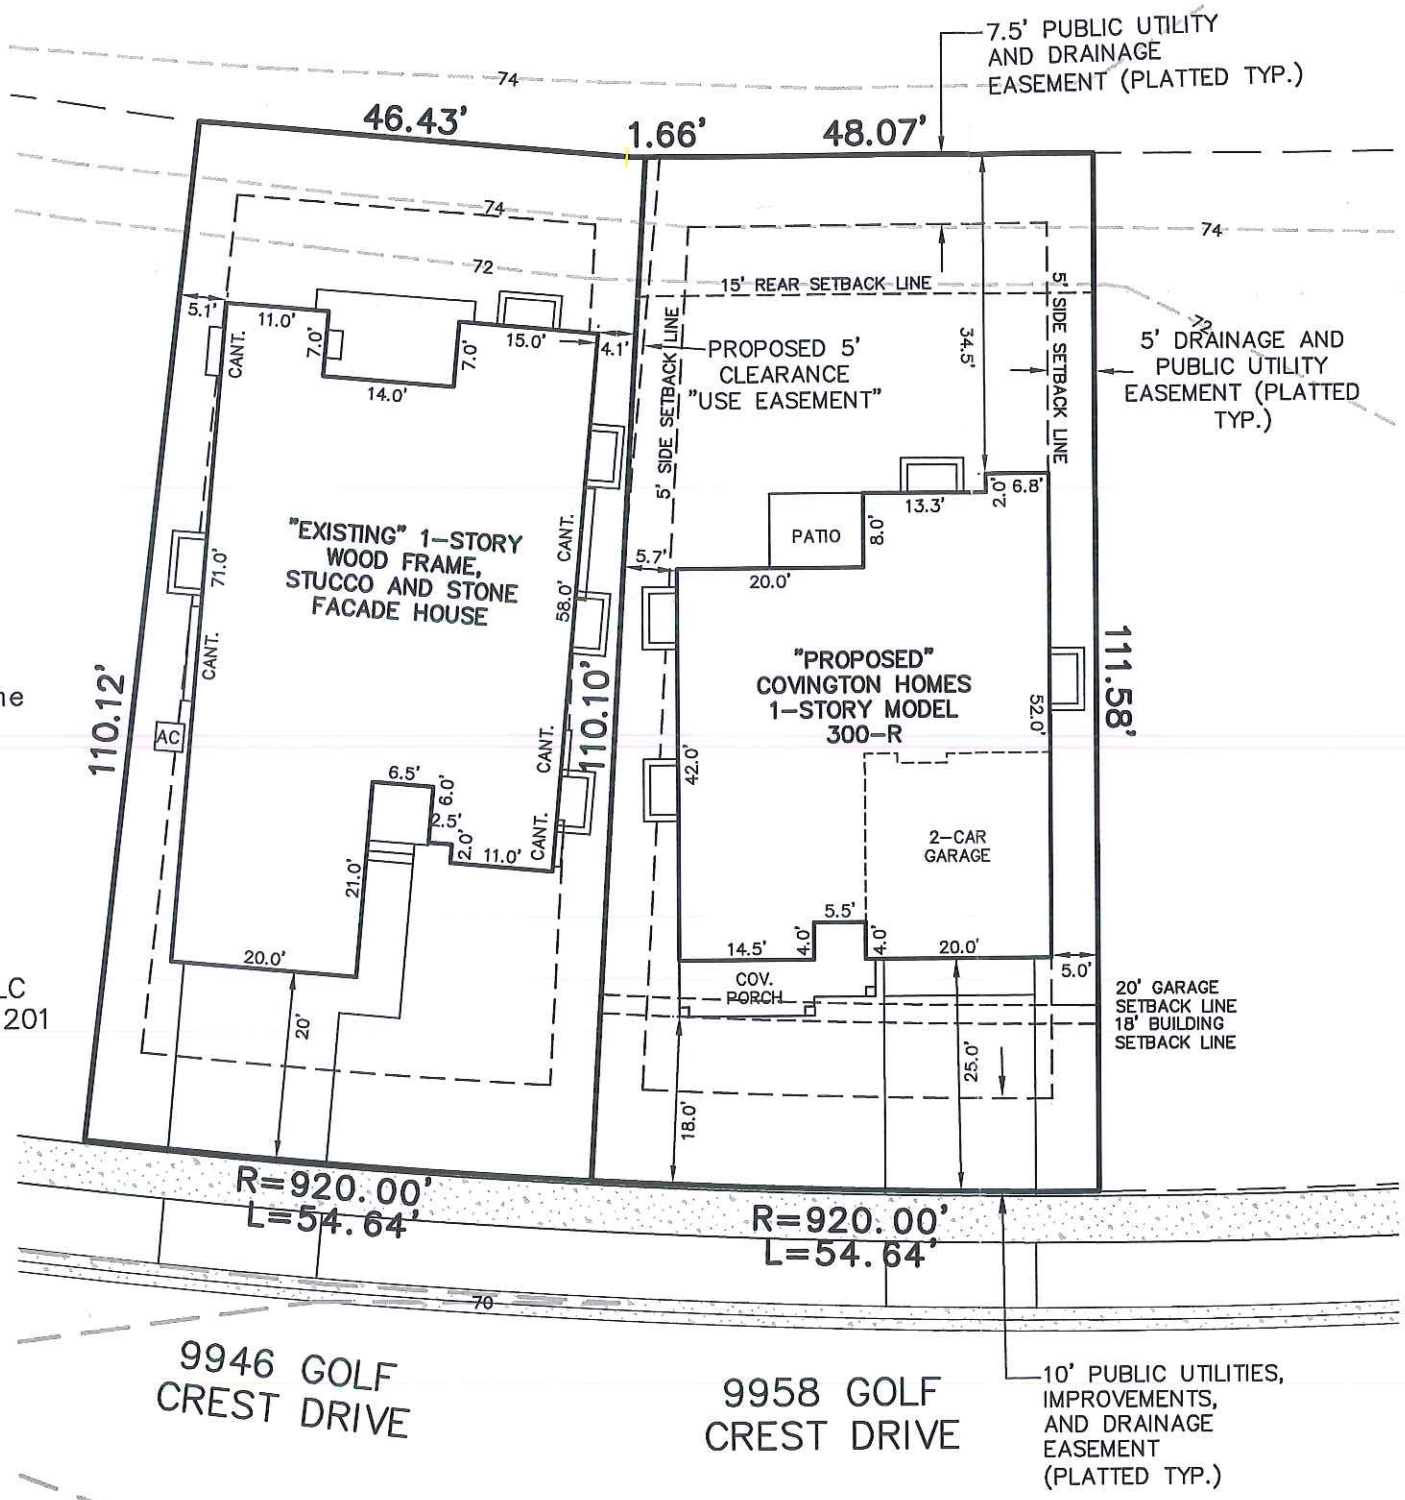 7.5' PUBLIC UTILITY
AND DRAINAGE
EASEMENT (PLATTED TYP.)
74
46.43'
1.66'
48.07'
74
74
72
15' REAR SETBACK LINE
5' SIDE SETBACK LINE
72
5' DRAINAGE AND
PUBLIC UTILITY
EASEMENT (PLATTED
TYP.)
5.1'
11.0'
7.0'
14.0'
7.0'
15.0'
4.1'
CANT.
5' SIDE SETBACK LINE
PROPOSED 5'
CLEARANCE
"USE EASEMENT"
34.5'
2.0'
6.8'
13.3'
PATIO
8.0'
5.7'
20.0'
"EXISTING" 1-STORY
WOOD FRAME,
STUCCO AND STONE
FACADE HOUSE
71.0'
CANT.
58.0'
CANT.
"PROPOSED"
COVINGTON HOMES
1-STORY MODEL
300-R
52.0'
111.58'
110.12'
110.10'
ne
AC
42.0'
CANT.
6.5'
6.0'
2.5'
2.0'
11.0'
CANT.
21.0'
2-CAR
GARAGE
5.5'
14.5'
4.0'
4.0'
20.0'
5.0'
20.0'
COV.
PORCH
20' GARAGE
SETBACK LINE
18' BUILDING
SETBACK LINE
LC
201
20'
25.0'
18.0'
R=920.00'
L=54.64'
R=920.00'
L=54.64'
70
9946 GOLF
CREST DRIVE
9958 GOLF
CREST DRIVE
10' PUBLIC UTILITIES,
IMPROVEMENTS,
AND DRAINAGE
EASEMENT
(PLATTED TYP.)